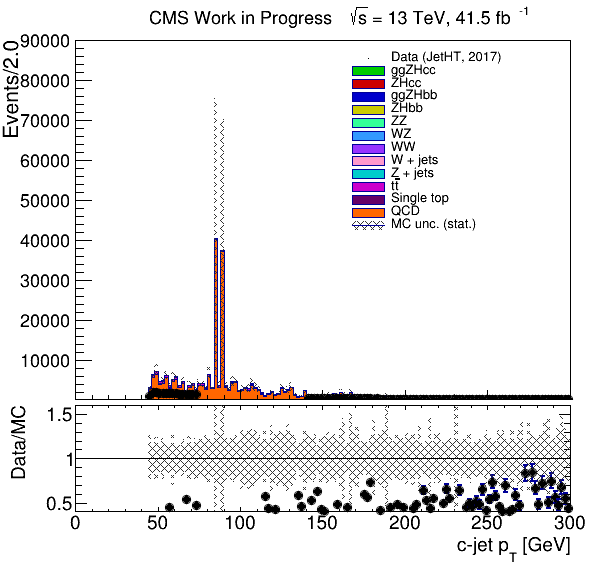 CMS Work in Progress √s = 13 TeV, 41.5 fb⁻¹
Events/2.0
90000
80000
70000
60000
50000
40000
30000
20000
10000
Data (JetHT, 2017)
ggZHcc
ZHcc
ggZHbb
ZHbb
ZZ
WZ
WW
W + jets
Z + jets
tt̄
Single top
QCD
MC unc. (stat.)
Data/MC
1.5
1
0.5
0 50 100 150 200 250 300
c-jet p_T [GeV]